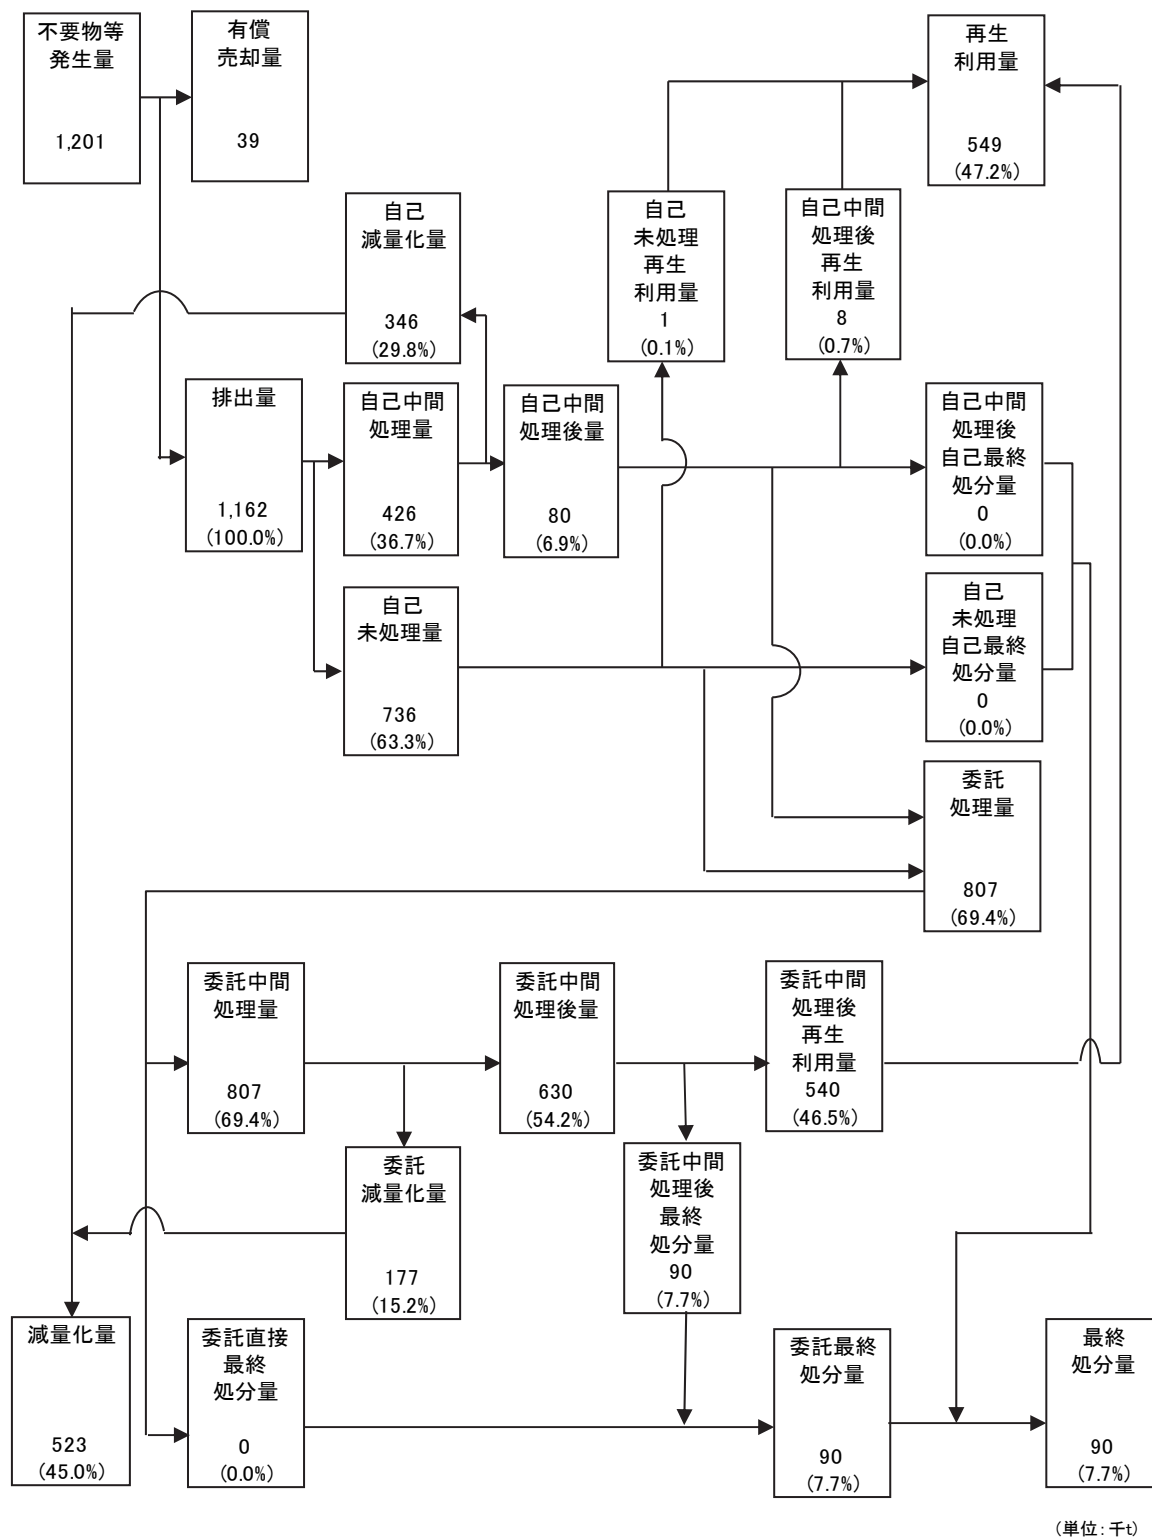 不要物等
発生量
1,201
有償
売却量
39
再生
利用量
549
(47.2%)
自己
減量化量
346
(29.8%)
自己
未処理
再生
利用量
1
(0.1%)
自己中間
処理後
再生
利用量
8
(0.7%)
排出量
1,162
(100.0%)
自己中間
処理量
426
(36.7%)
自己中間
処理後量
80
(6.9%)
自己中間
処理後
自己最終
処分量
0
(0.0%)
自己
未処理量
736
(63.3%)
自己
未処理
自己最終
処分量
0
(0.0%)
委託
処理量
807
(69.4%)
委託中間
処理量
807
(69.4%)
委託中間
処理後量
630
(54.2%)
委託中間
処理後
再生
利用量
540
(46.5%)
委託
減量化量
177
(15.2%)
委託中間
処理後
最終
処分量
90
(7.7%)
減量化量
523
(45.0%)
委託直接
最終
処分量
0
(0.0%)
委託最終
処分量
90
(7.7%)
最終
処分量
90
(7.7%)
(単位:千t)